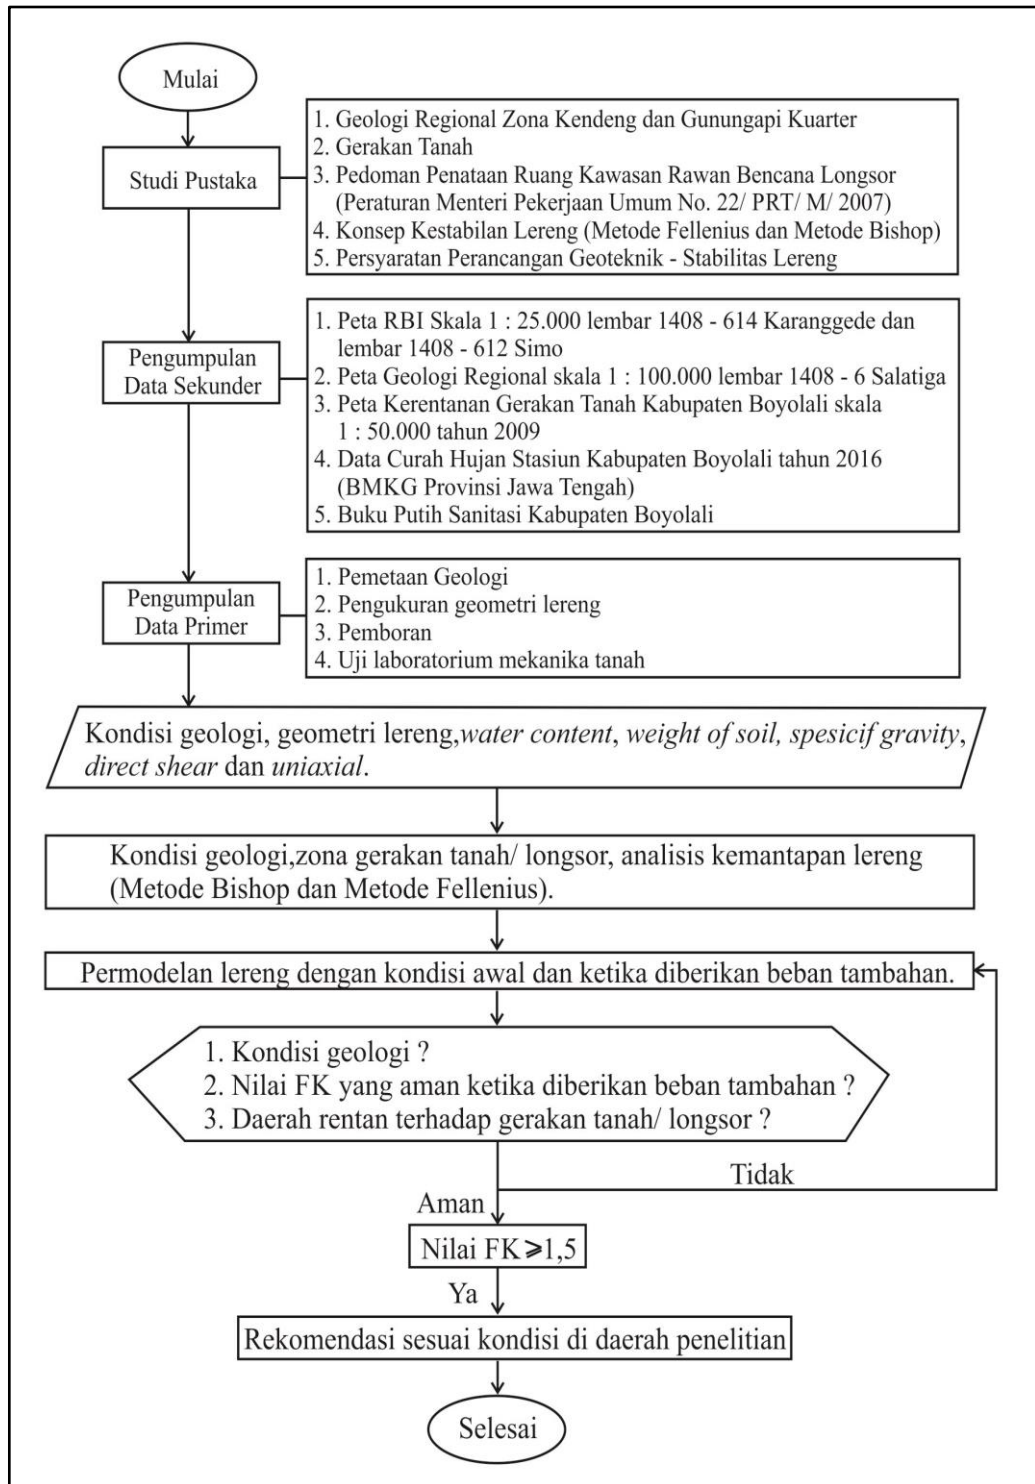 Mulai
Studi Pustaka
1. Geologi Regional Zona Kendeng dan Gunungapi Kuarter
2. Gerakan Tanah
3. Pedoman Penataan Ruang Kawasan Rawan Bencana Longsor
(Peraturan Menteri Pekerjaan Umum No. 22/ PRT/ M/ 2007)
4. Konsep Kestabilan Lereng (Metode Fellenius dan Metode Bishop)
5. Persyaratan Perancangan Geoteknik - Stabilitas Lereng
Pengumpulan
Data Sekunder
1. Peta RBI Skala 1 : 25.000 lembar 1408 - 614 Karanggede dan
lembar 1408 - 612 Simo
2. Peta Geologi Regional skala 1 : 100.000 lembar 1408 - 6 Salatiga
3. Peta Kerentanan Gerakan Tanah Kabupaten Boyolali skala
1 : 50.000 tahun 2009
4. Data Curah Hujan Stasiun Kabupaten Boyolali tahun 2016
(BMKG Provinsi Jawa Tengah)
5. Buku Putih Sanitasi Kabupaten Boyolali
Pengumpulan
Data Primer
1. Pemetaan Geologi
2. Pengukuran geometri lereng
3. Pemboran
4. Uji laboratorium mekanika tanah
Kondisi geologi, geometri lereng,water content, weight of soil, spesicif gravity,
direct shear dan uniaxial.
Kondisi geologi,zona gerakan tanah/ longsor, analisis kemantapan lereng
(Metode Bishop dan Metode Fellenius).
Permodelan lereng dengan kondisi awal dan ketika diberikan beban tambahan.
1. Kondisi geologi ?
2. Nilai FK yang aman ketika diberikan beban tambahan ?
3. Daerah rentan terhadap gerakan tanah/ longsor ?
Tidak
Aman
Nilai FK⩾1,5
Ya
Rekomendasi sesuai kondisi di daerah penelitian
Selesai